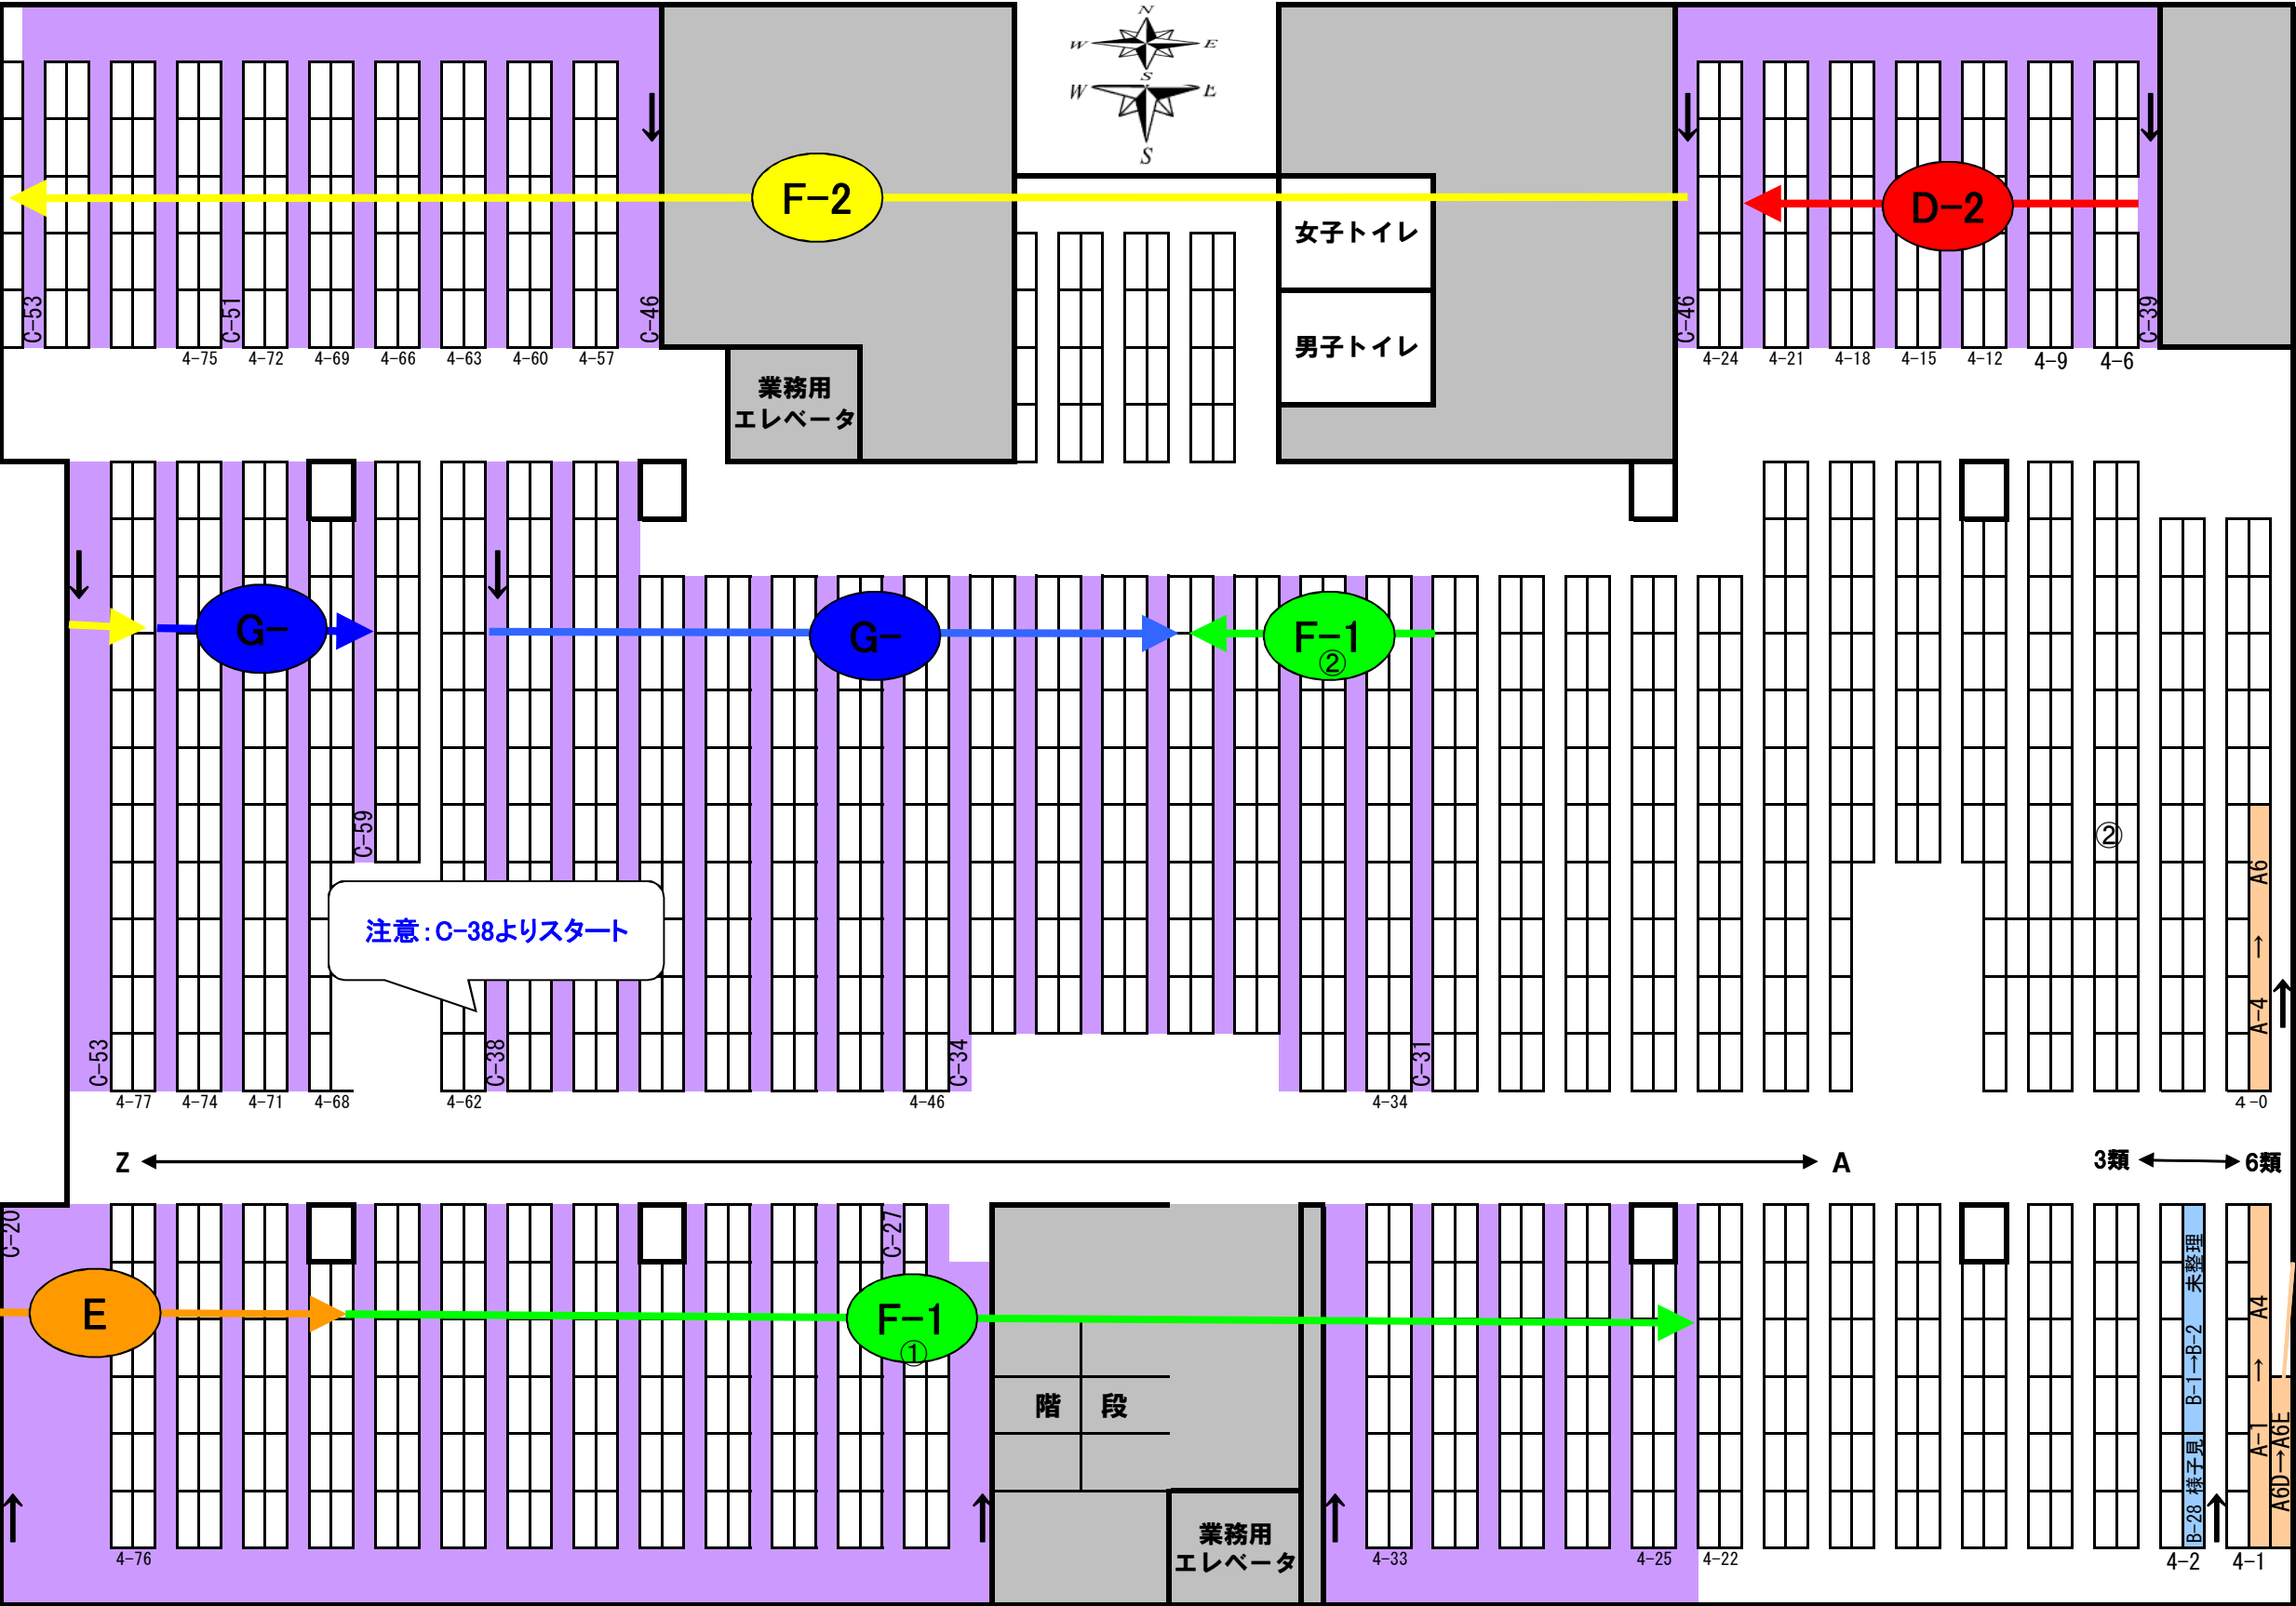 N
W E
S
W E
S
F-2
D-2
女子トイレ
男子トイレ
C-53
C-51
C-46
C-46
C-39
4-75
4-72
4-69
4-66
4-63
4-60
4-57
4-24
4-21
4-18
4-15
4-12
4-9
4-6
業務用
エレベータ
G-
G-
F-1
②
C-59
②
A6
→
A-4
注意：C-38よりスタート
C-53
C-38
C-34
C-31
4-77
4-74
4-71
4-68
4-62
4-46
4-34
4-0
Z
A
3類
6類
C-20
C-27
E
F-1
①
階 段
業務用
エレベータ
未整理
B-1→B-2
B-28 様子見
A4
→
A-1
A6D→A6E
4-76
4-33
4-25
4-22
4-2
4-1